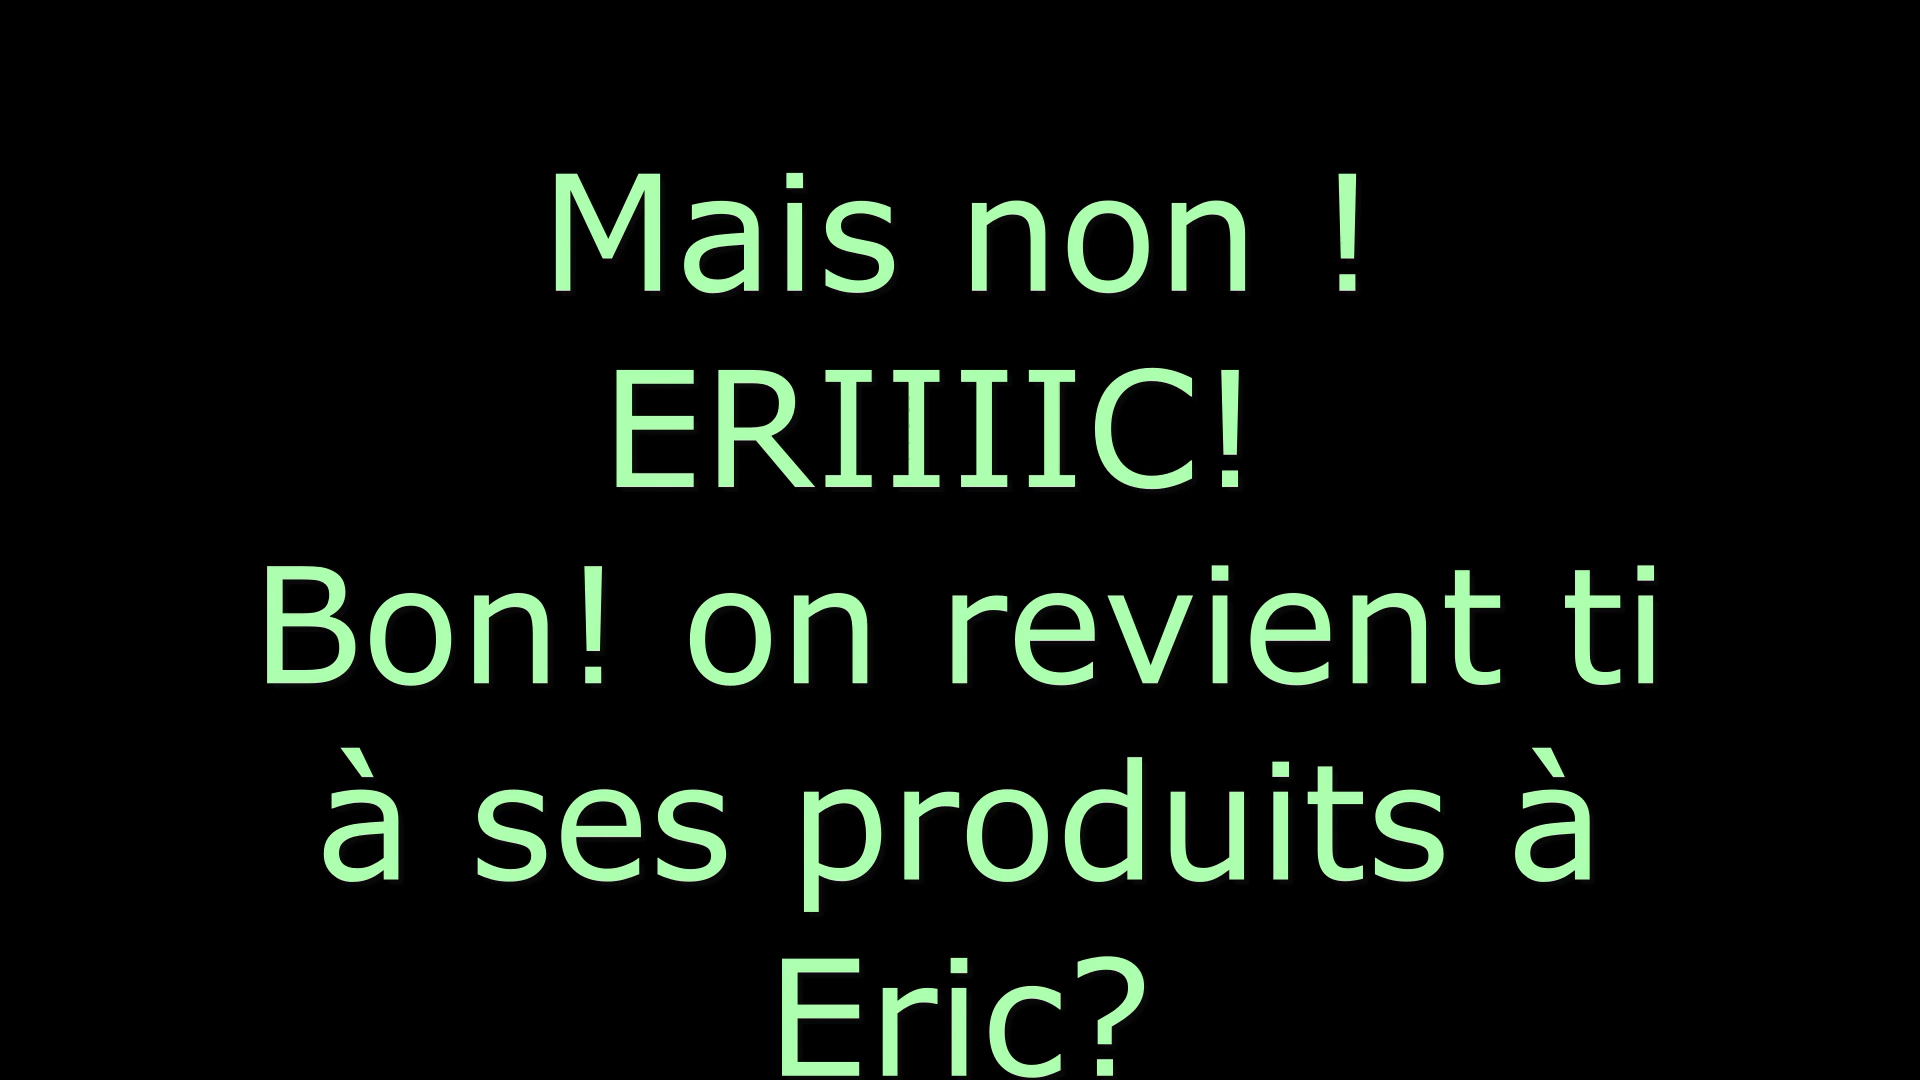 Mais non !
ERIIIIC!
Bon! on revient ti
à ses produits à
Eric?